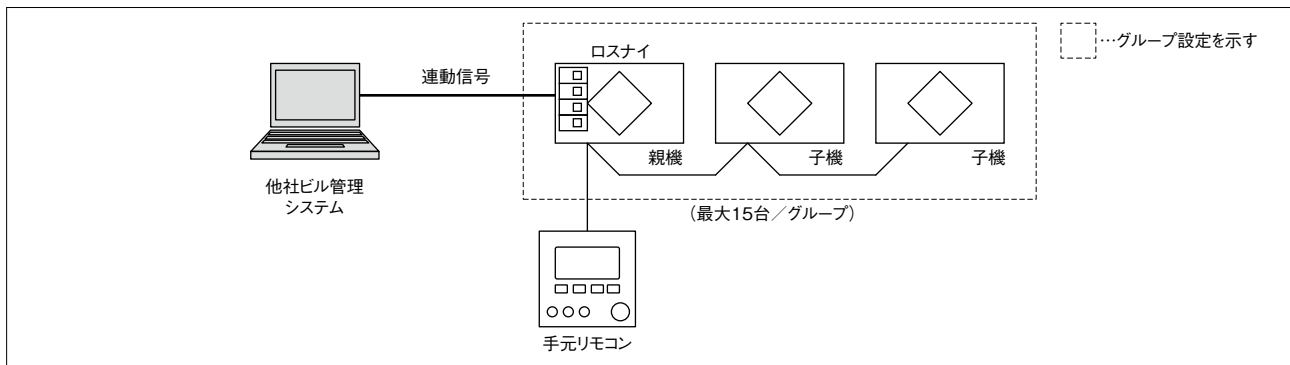 ロスナイ
…グループ設定を示す
連動信号
親機
子機
子機
他社ビル管理
システム
(最大15台／グループ)
手元リモコン